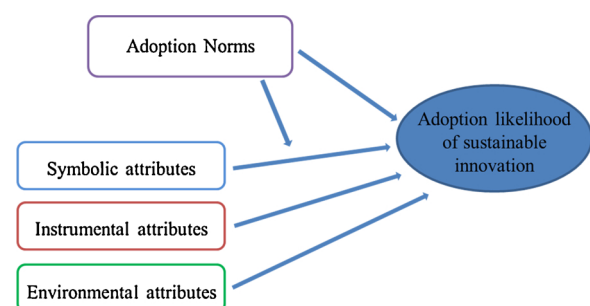 Adoption Norms
Adoption likelihood
of sustainable
innovation
Symbolic attributes
Instrumental attributes
Environmental attributes